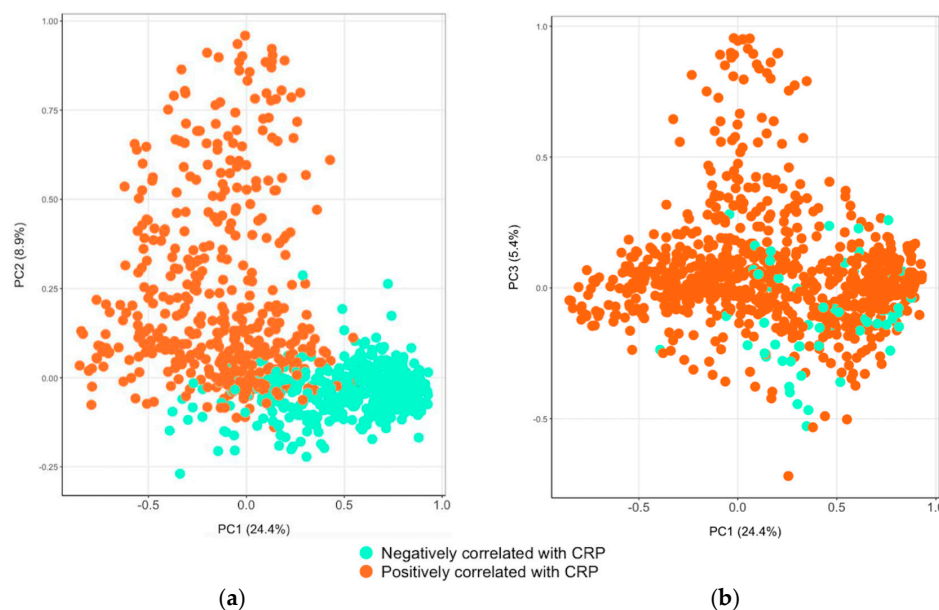 1.00
0.75
0.50
0.25
0.00
-0.25
PC2 (8.9%)
-0.5
0.0
0.5
1.0
PC1 (24.4%)
1.0
0.5
0.0
-0.5
PC3 (5.4%)
-0.5
0.0
0.5
1.0
PC1 (24.4%)
Negatively correlated with CRP
Positively correlated with CRP
(a)
(b)